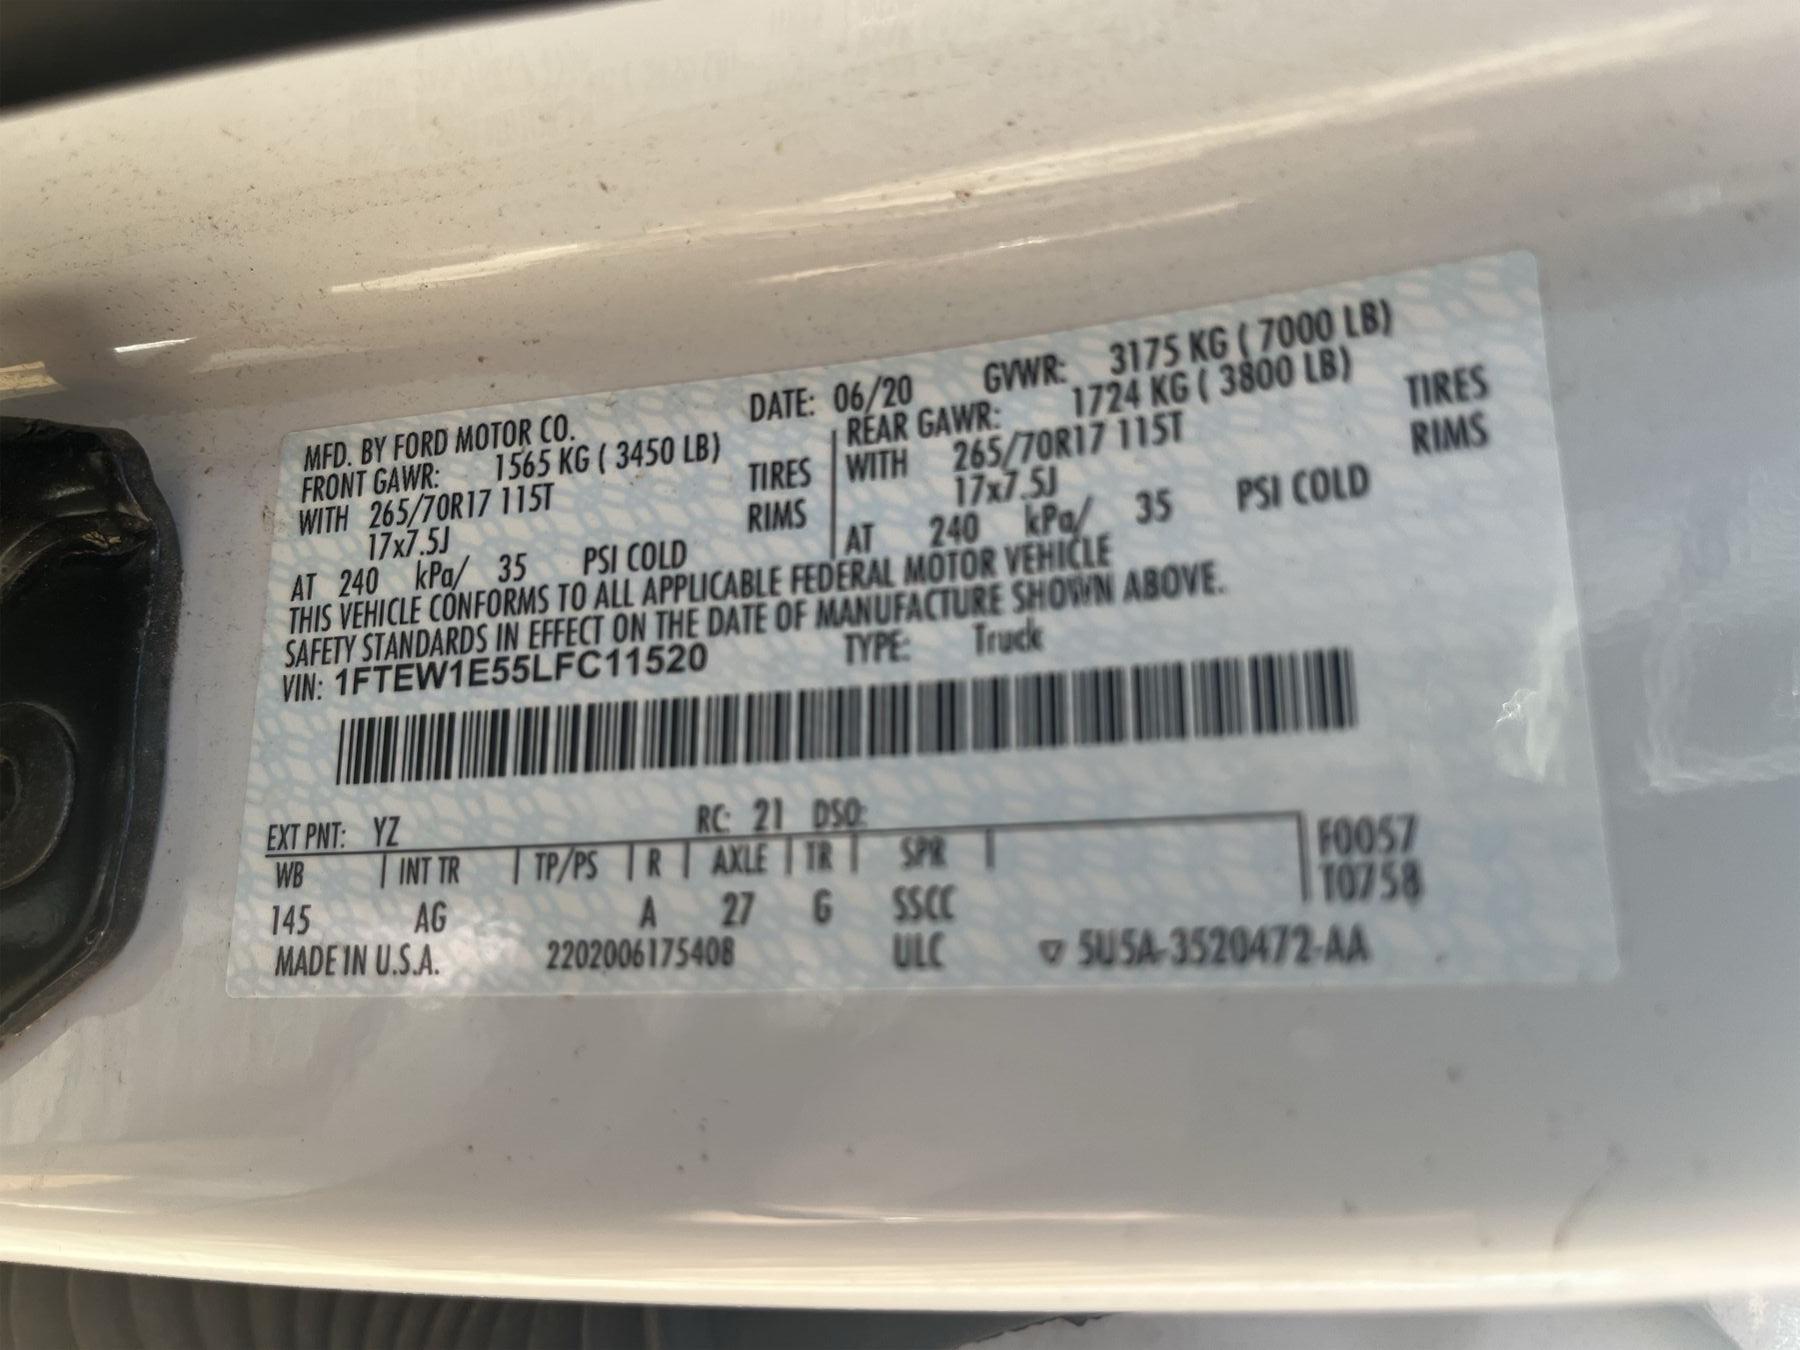 MFD. BY FORD MOTOR CO. DATE: 06/20 GVWR: 3175 KG ( 7000 LB)
FRONT GAWR: 1565 KG ( 3450 LB) REAR GAWR: 1724 KG ( 3800 LB)
WITH 265/70R17 115T TIRES WITH 265/70R17 115T TIRES
17x7.5J RIMS 17x7.5J RIMS
AT 240 kPa/ 35 PSI COLD AT 240 kPa/ 35 PSI COLD
THIS VEHICLE CONFORMS TO ALL APPLICABLE FEDERAL MOTOR VEHICLE
SAFETY STANDARDS IN EFFECT ON THE DATE OF MANUFACTURE SHOWN ABOVE.
VIN: 1FTEW1E55LFC11520 TYPE: Truck
EXT PNT: YZ RC: 21 DSO:
WB INT TR TP/PS R AXLE TR SPR F0057
T0758
145 AG A 27 G SSCC
MADE IN U.S.A. 2202006175408 ULC ▽ 5U5A-3520472-AA